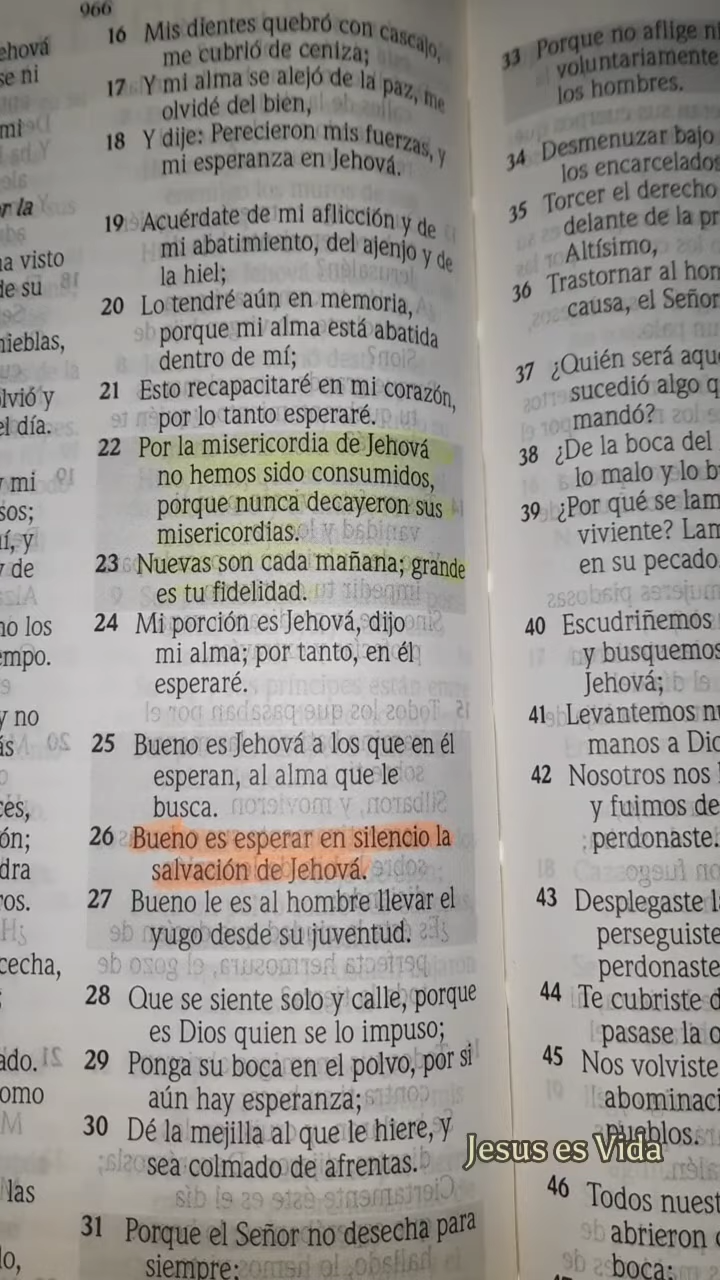 966
16 Mis dientes quebró con cascajo,
me cubrió de ceniza;
17 Y mi alma se alejó de la paz, me
olvidé del bien,
18 Y dije: Perecieron mis fuerzas, y
mi esperanza en Jehová.
19 Acuérdate de mi aflicción y de
mi abatimiento, del ajenjo y de
la hiel;
20 Lo tendré aún en memoria,
porque mi alma está abatida
dentro de mí;
21 Esto recapacitaré en mi corazón,
por lo tanto esperaré.
22 Por la misericordia de Jehová
no hemos sido consumidos,
porque nunca decayeron sus
misericordias.
23 Nuevas son cada mañana; grande
es tu fidelidad.
24 Mi porción es Jehová, dijo
mi alma; por tanto, en él
esperaré.
25 Bueno es Jehová a los que en él
esperan, al alma que le
busca.
26 Bueno es esperar en silencio la
salvación de Jehová.
27 Bueno le es al hombre llevar el
yugo desde su juventud.
28 Que se siente solo y calle, porque
es Dios quien se lo impuso;
29 Ponga su boca en el polvo, por si
aún hay esperanza;
30 Dé la mejilla al que le hiere, y
sea colmado de afrentas.
31 Porque el Señor no desecha para
siempre;
33 Porque no aflige ni
voluntariamente
los hombres.
34 Desmenuzar bajo
los encarcelados
35 Torcer el derecho
delante de la pr
Altísimo,
36 Trastornar al hom
causa, el Señor
37 ¿Quién será aqu
sucedió algo q
mandó?
38 ¿De la boca del
lo malo y lo b
39 ¿Por qué se lam
viviente? Lam
en su pecado.
40 Escudriñemos
y busquemos
Jehová;
41 Levantemos nu
manos a Dio
42 Nosotros nos
y fuimos de
perdonaste.
43 Desplegaste l
perseguiste
perdonaste
44 Te cubriste d
pasase la o
45 Nos volviste
abominaci
pueblos.
46 Todos nuest
abrieron
boca;
Jesus es Vida